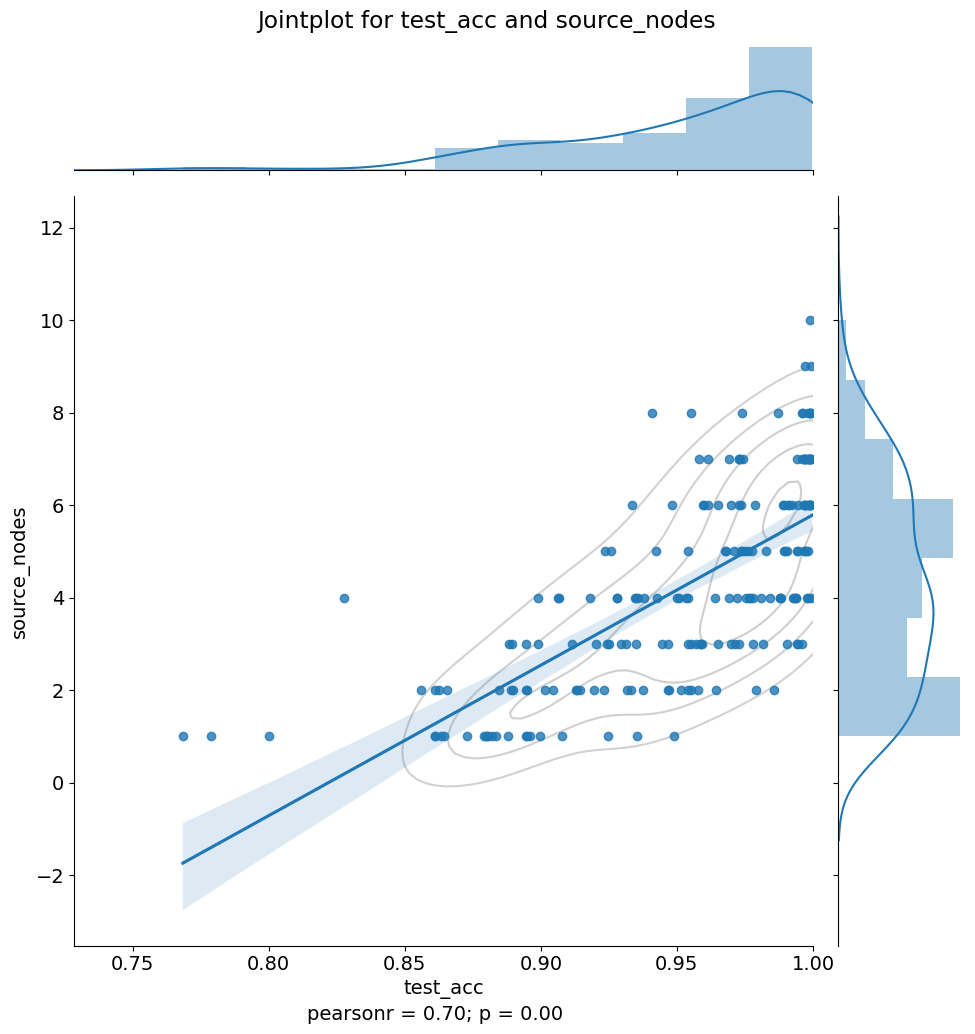 Jointplot for test_acc and source_nodes
12
10
8
6
4
2
0
−2
source_nodes
0.75 0.80 0.85 0.90 0.95 1.00
test_acc
pearsonr = 0.70; p = 0.00